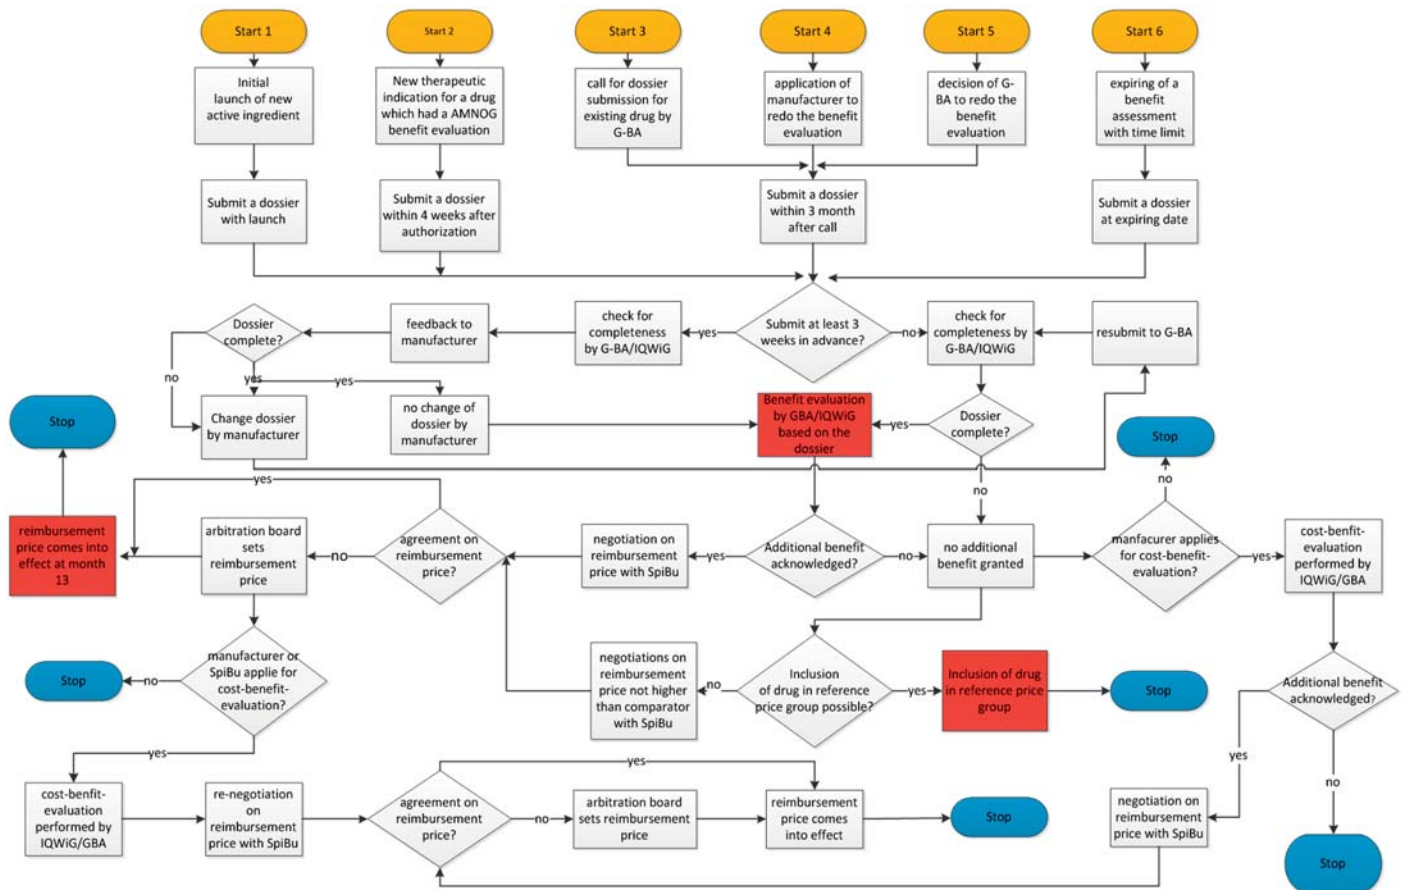 Start 1
Start 2
Start 3
Start 4
Start 5
Start 6
Initial
launch of new
active ingredient
New therapeutic
indication for a drug
which had a AMNOG
benefit evaluation
call for dossier
submission for
existing drug by
G-BA
application of
manufacturer to
redo the benefit
evaluation
decision of G-
BA to redo the
benefit
evaluation
expiring of a
benefit
assessment
with time limit
Submit a dossier
with launch
Submit a dossier
within 4 weeks after
authorization
Submit a dossier
within 3 month
after call
Submit a dossier
at expiring date
Dossier
complete?
feedback to
manufacturer
check for
completeness
by G-BA/IQWiG
yes
Submit at least 3
weeks in advance?
no
check for
completeness by
G-BA/IQWiG
resubmit to G-BA
no
yes
yes
Stop
Change dossier
by manufacturer
no change of
dossier by
manufacturer
Benefit evaluation
by GBA/IQWiG
based on the
dossier
yes
Dossier
complete?
Stop
yes
no
no
reimbursement
price comes into
effect at month
13
arbitration board
sets
reimbursement
price
no
agreement on
reimbursement
price?
negotiation on
reimbursement
price with SpiBu
yes
Additional benefit
acknowledged?
no
no additional
benefit granted
manfacurer applies
for cost-benefit-
evaluation?
yes
cost-benfit-
evaluation
performed by
IQWiG/GBA
Stop
no
manufacturer or
SpiBu applie for
cost-benefit-
evaluation?
negotiations on
reimbursement
price not higher
than comparator
with SpiBu
no
Inclusion
of drug in reference
price group possible?
yes
Inclusion of drug
in reference price
group
Stop
Additional benefit
acknowledged?
yes
yes
yes
no
cost-benfit-
evaluation
performed by
IQWiG/GBA
re-negotiation
on
reimbursement
price with SpiBu
agreement on
reimbursement
price?
no
arbitration board
sets reimbursement
price
reimbursement
price comes
into effect
Stop
negotiation on
reimbursement
price with SpiBu
Stop